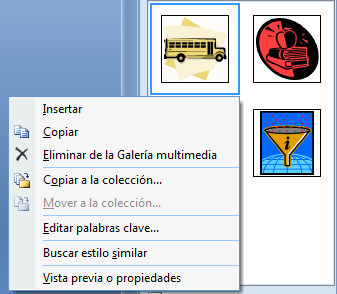 Insertar
Copiar
Eliminar de la Galería multimedia
Copiar a la colección...
Mover a la colección...
Editar palabras clave...
Buscar estilo similar
Vista previa o propiedades
i